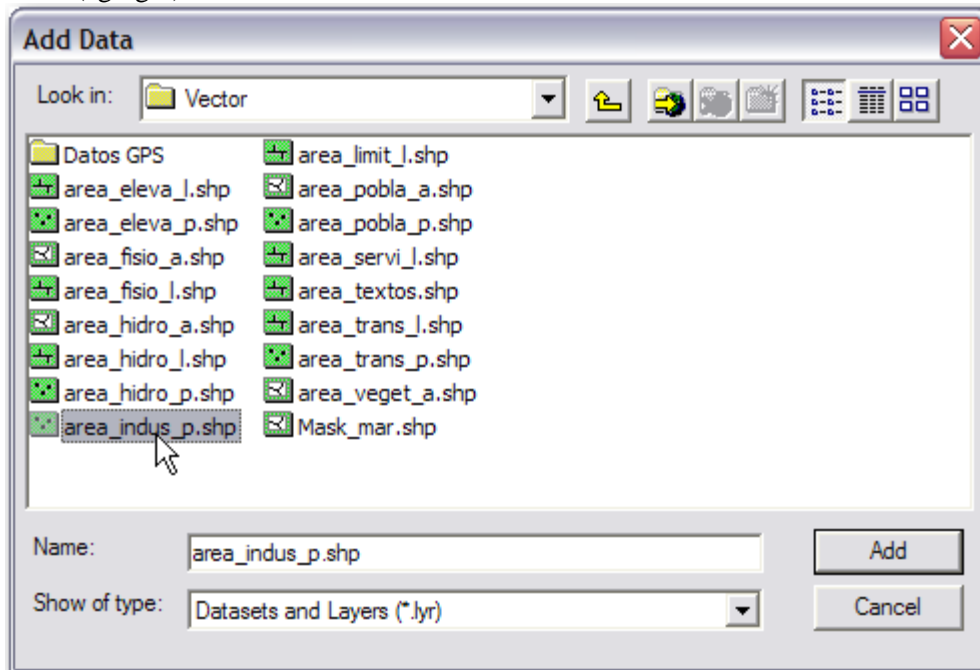 Add Data
Look in: Vector
Datos GPS
area_eleva_l.shp
area_eleva_p.shp
area_fisio_a.shp
area_fisio_l.shp
area_hidro_a.shp
area_hidro_l.shp
area_hidro_p.shp
area_indus_p.shp
area_limit_l.shp
area_pobla_a.shp
area_pobla_p.shp
area_servi_l.shp
area_textos.shp
area_trans_l.shp
area_trans_p.shp
area_veget_a.shp
Mask_mar.shp
Name: area_indus_p.shp
Add
Show of type: Datasets and Layers (*.lyr)
Cancel